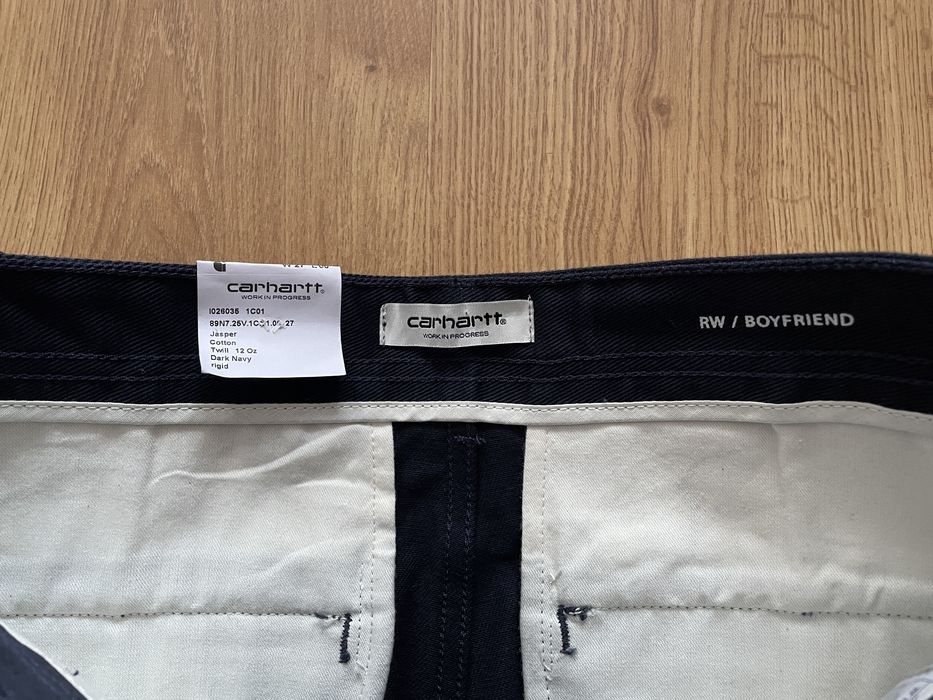 carhartt®
WORK IN PROGRESS
I026035 1C01
Jasper
Cotton
Twill 12 Oz
Dark Navy
rigid
carhartt®
WORK IN PROGRESS
RW / BOYFRIEND